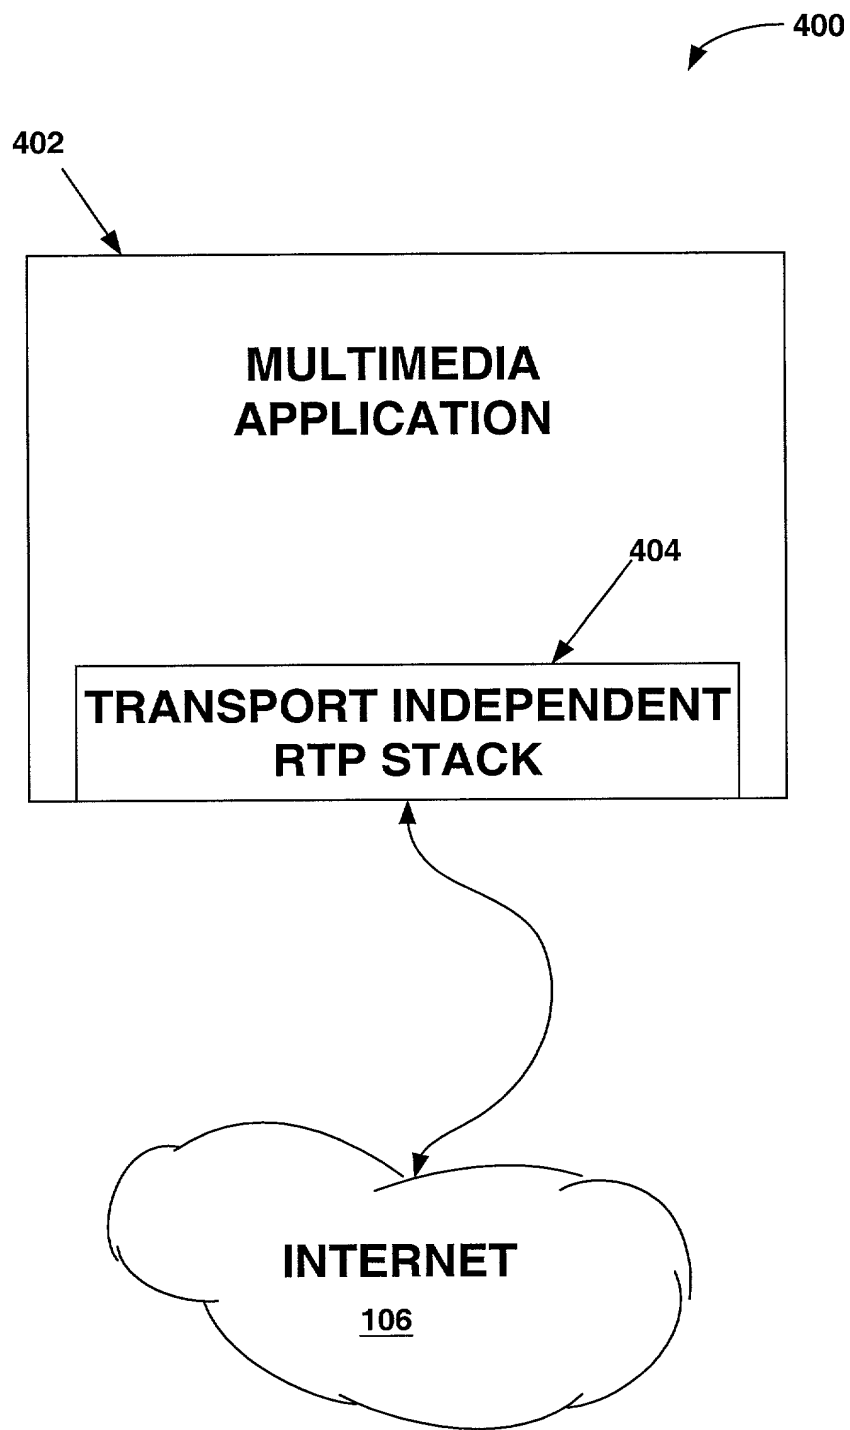 400
402
MULTIMEDIA
APPLICATION
404
TRANSPORT INDEPENDENT
RTP STACK
INTERNET
106